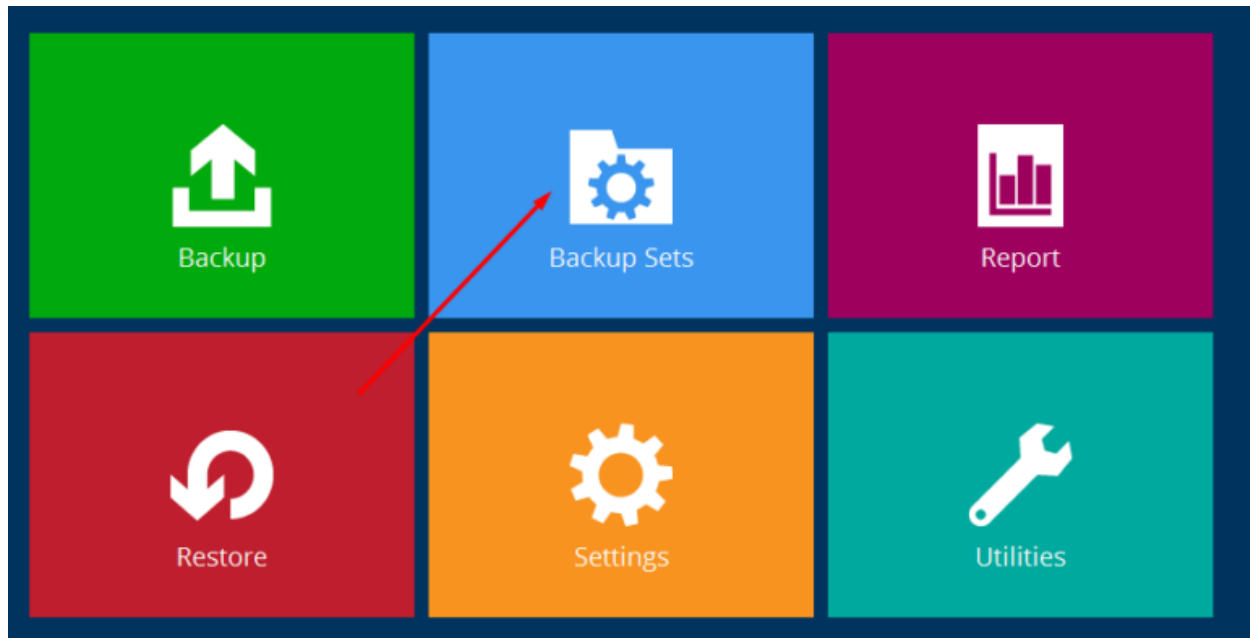 Backup
Backup Sets
Report
Restore
Settings
Utilities